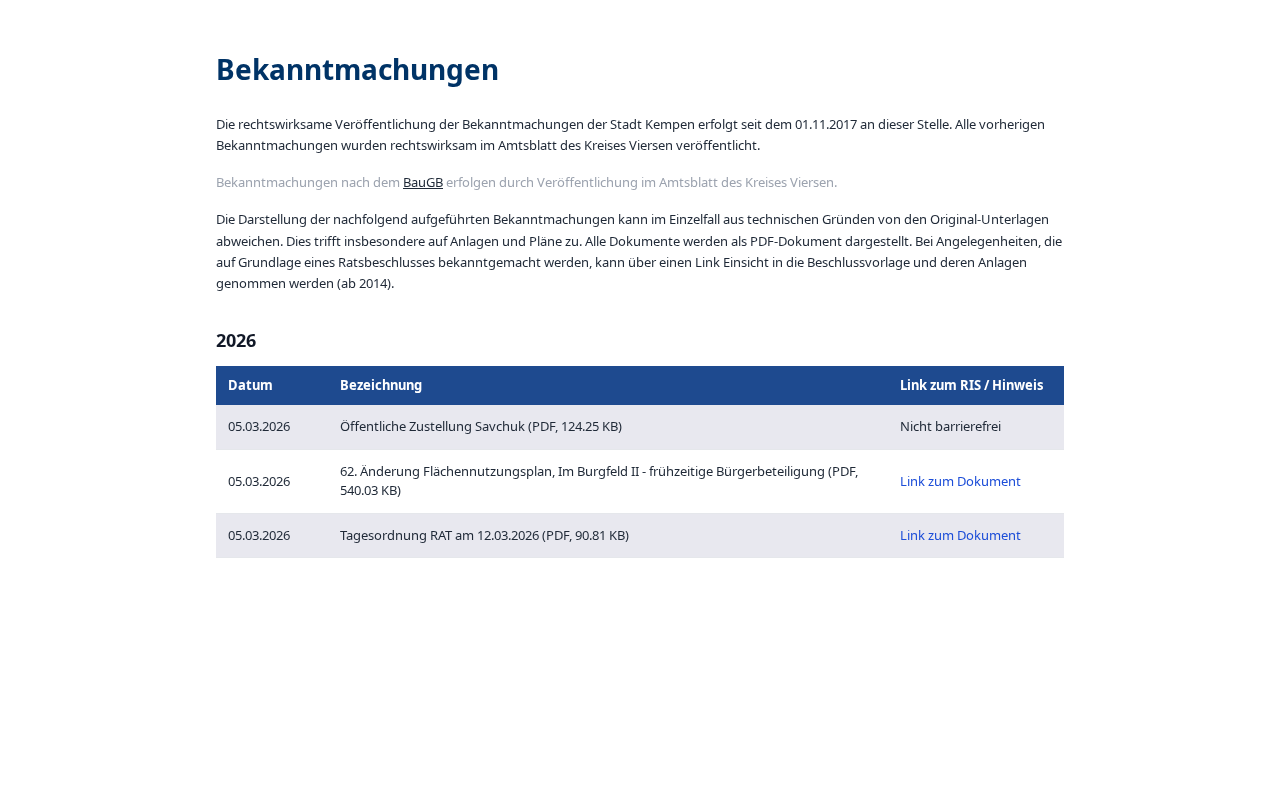 Bekanntmachungen
Die rechtswirksame Veröffentlichung der Bekanntmachungen der Stadt Kempen erfolgt seit dem 01.11.2017 an dieser Stelle. Alle vorherigen
Bekanntmachungen wurden rechtswirksam im Amtsblatt des Kreises Viersen veröffentlicht.
Bekanntmachungen nach dem BauGB erfolgen durch Veröffentlichung im Amtsblatt des Kreises Viersen.
Die Darstellung der nachfolgend aufgeführten Bekanntmachungen kann im Einzelfall aus technischen Gründen von den Original-Unterlagen
abweichen. Dies trifft insbesondere auf Anlagen und Pläne zu. Alle Dokumente werden als PDF-Dokument dargestellt. Bei Angelegenheiten, die
auf Grundlage eines Ratsbeschlusses bekanntgemacht werden, kann über einen Link Einsicht in die Beschlussvorlage und deren Anlagen
genommen werden (ab 2014).
2026
Datum Bezeichnung Link zum RIS / Hinweis
05.03.2026 Öffentliche Zustellung Savchuk (PDF, 124.25 KB) Nicht barrierefrei
05.03.2026 62. Änderung Flächennutzungsplan, Im Burgfeld II - frühzeitige Bürgerbeteiligung (PDF,
540.03 KB) Link zum Dokument
05.03.2026 Tagesordnung RAT am 12.03.2026 (PDF, 90.81 KB) Link zum Dokument